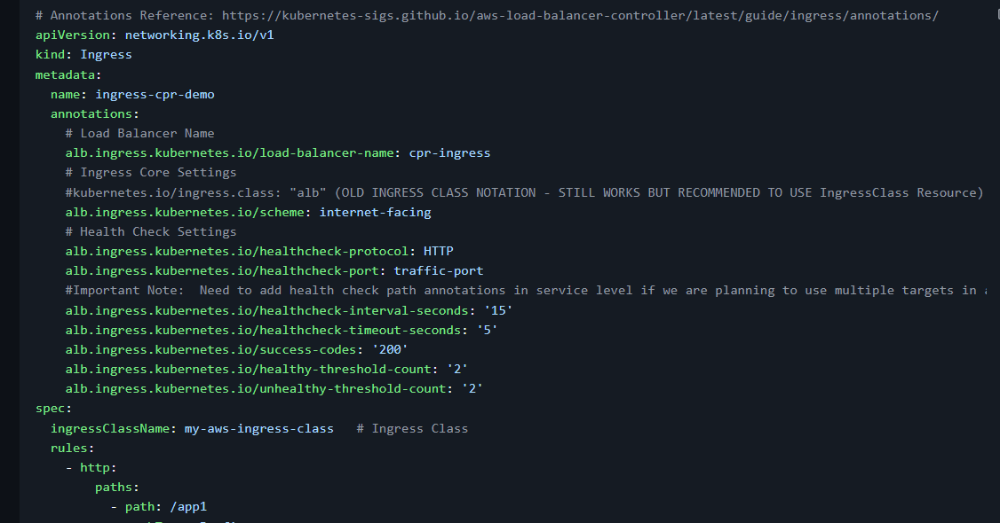 # Annotations Reference: https://kubernetes-sigs.github.io/aws-load-balancer-controller/latest/guide/ingress/annotations/
apiVersion: networking.k8s.io/v1
kind: Ingress
metadata:
  name: ingress-cpr-demo
  annotations:
    # Load Balancer Name
    alb.ingress.kubernetes.io/load-balancer-name: cpr-ingress
    # Ingress Core Settings
    #kubernetes.io/ingress.class: "alb" (OLD INGRESS CLASS NOTATION - STILL WORKS BUT RECOMMENDED TO USE IngressClass Resource)
    alb.ingress.kubernetes.io/scheme: internet-facing
    # Health Check Settings
    alb.ingress.kubernetes.io/healthcheck-protocol: HTTP
    alb.ingress.kubernetes.io/healthcheck-port: traffic-port
    #Important Note:  Need to add health check path annotations in service level if we are planning to use multiple targets in
    alb.ingress.kubernetes.io/healthcheck-interval-seconds: '15'
    alb.ingress.kubernetes.io/healthcheck-timeout-seconds: '5'
    alb.ingress.kubernetes.io/success-codes: '200'
    alb.ingress.kubernetes.io/healthy-threshold-count: '2'
    alb.ingress.kubernetes.io/unhealthy-threshold-count: '2'
spec:
  ingressClassName: my-aws-ingress-class   # Ingress Class
  rules:
    - http:
        paths:
          - path: /app1